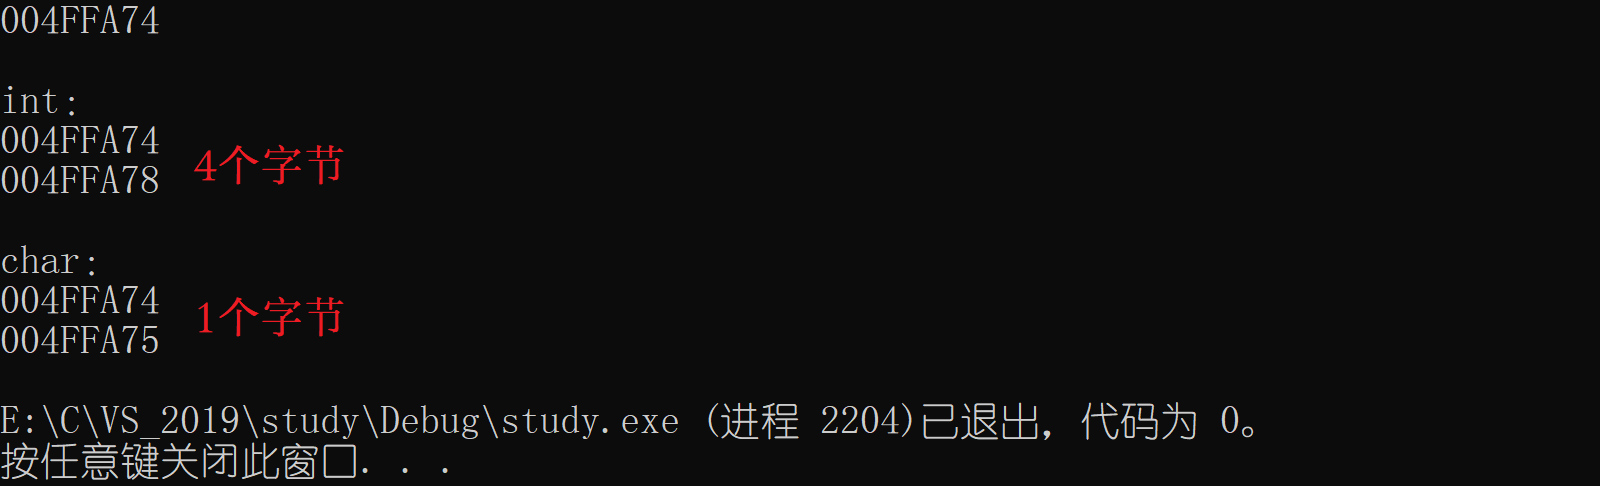 004FFA74
int:
004FFA74
004FFA78
4个字节
char:
004FFA74
004FFA75
1个字节
E:\C\VS_2019\study\Debug\study.exe (进程 2204)已退出，代码为 0。
按任意键关闭此窗口. . .